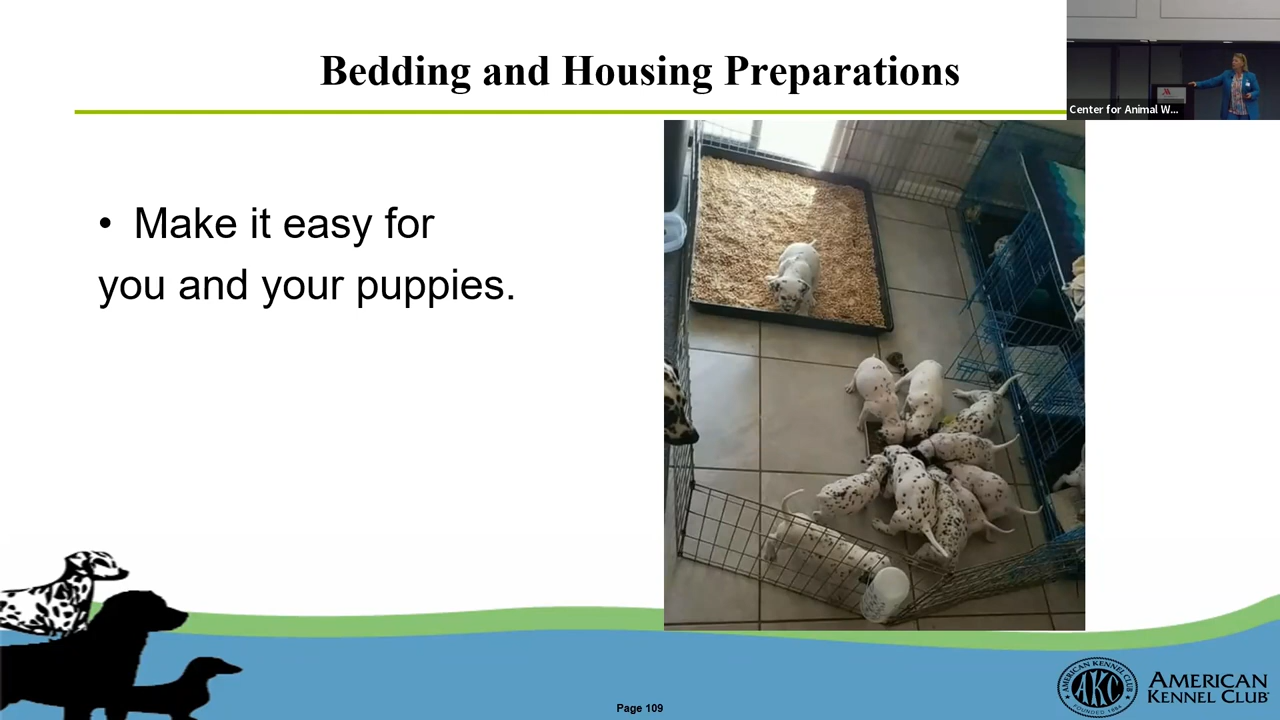 Bedding and Housing Preparations
Center for Animal W...
• Make it easy for
you and your puppies.
Page 109
AMERICAN KENNEL CLUB
AKC
FOUNDED 1884
AMERICAN
KENNEL CLUB